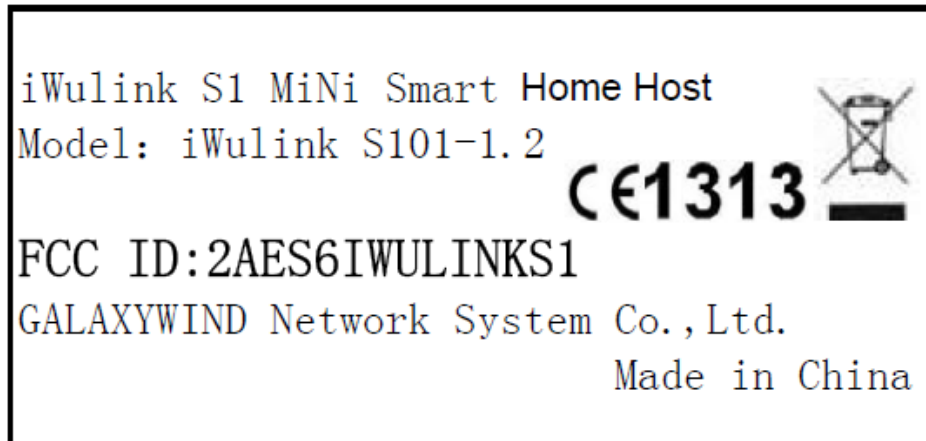 iWulink S1 MiNi Smart Home Host
Model: iWulink S101-1.2
CE1313
FCC ID:2AES6IWULINKS1
GALAXYWIND Network System Co.,Ltd.
Made in China